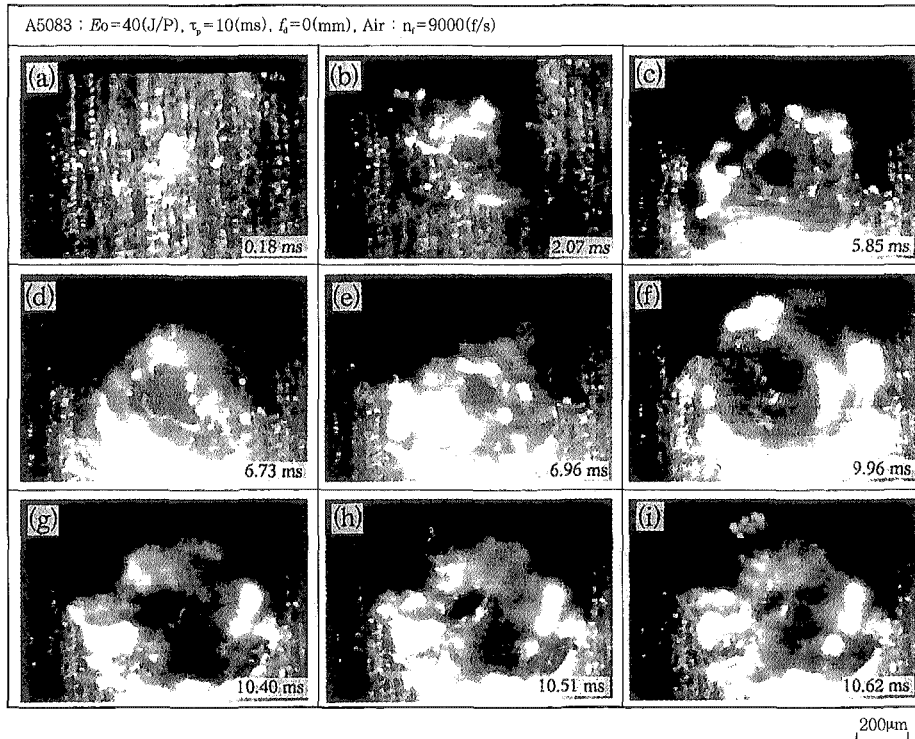 A5083 : Eo=40(J/P), τp=10(ms), fd=0(mm), Air : nf=9000(f/s)
(a)
0.18 ms
(b)
2.07 ms
(c)
5.85 ms
(d)
6.73 ms
(e)
6.96 ms
(f)
9.96 ms
(g)
10.40 ms
(h)
10.51 ms
(i)
10.62 ms
200μm